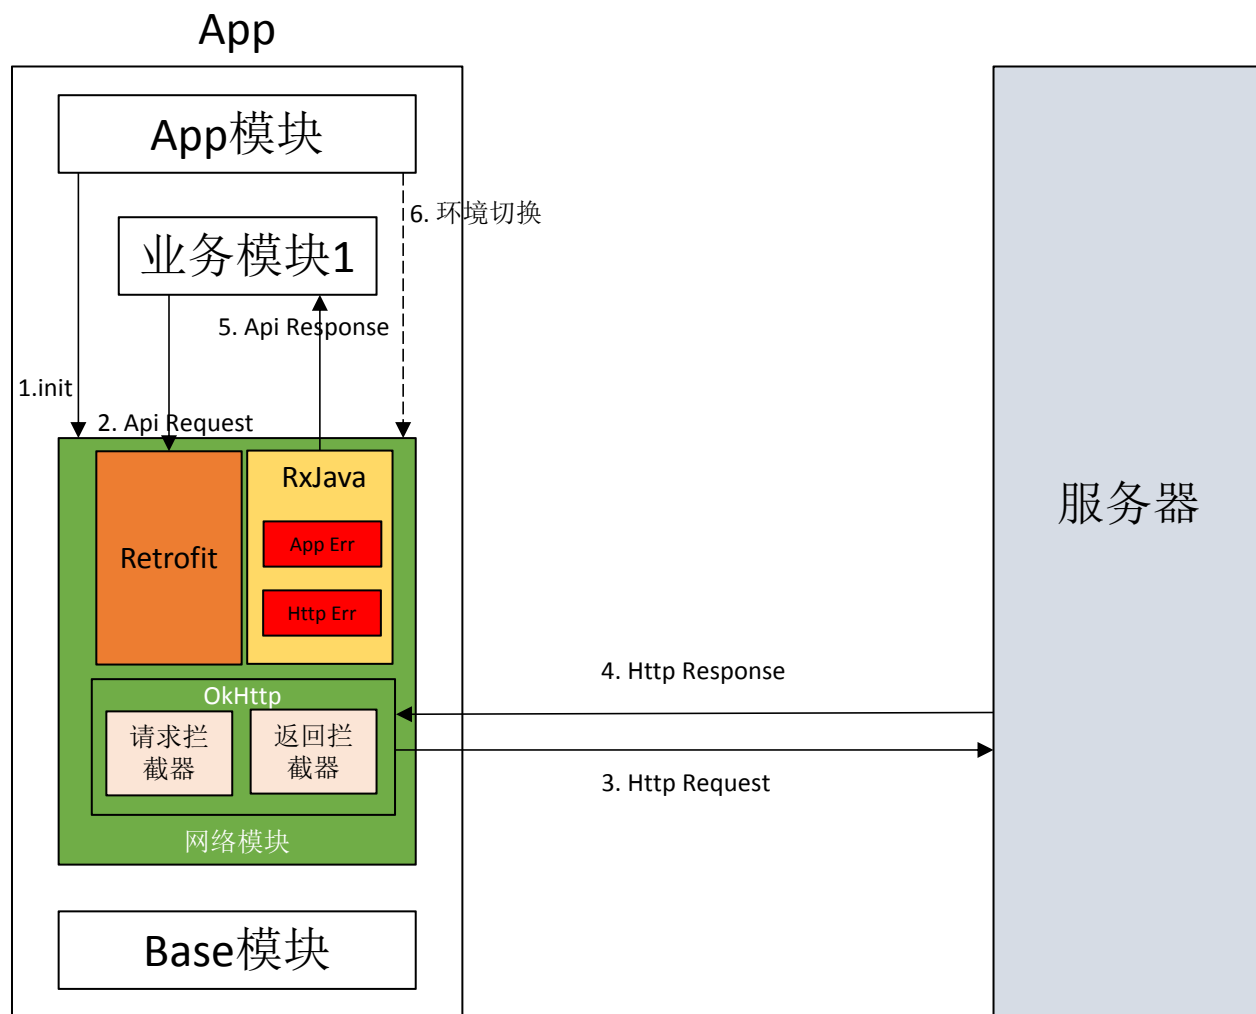 App
App模块
6. 环境切换
业务模块1
5. Api Response
1.init
2. Api Request
Retrofit
RxJava
App Err
Http Err
服务器
4. Http Response
OkHttp
请求拦
截器
返回拦
截器
3. Http Request
网络模块
Base模块